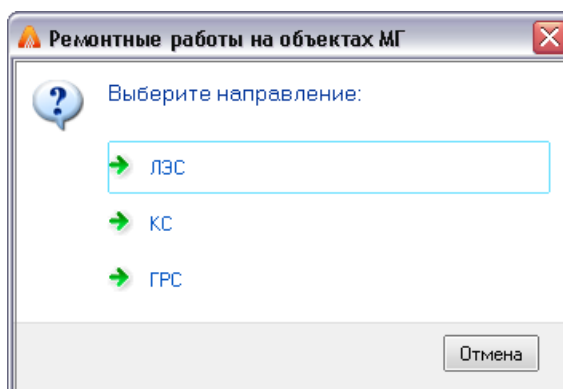 Ремонтные работы на объектах МГ
Выберите направление:
ЛЭС
КС
ГРС
Отмена